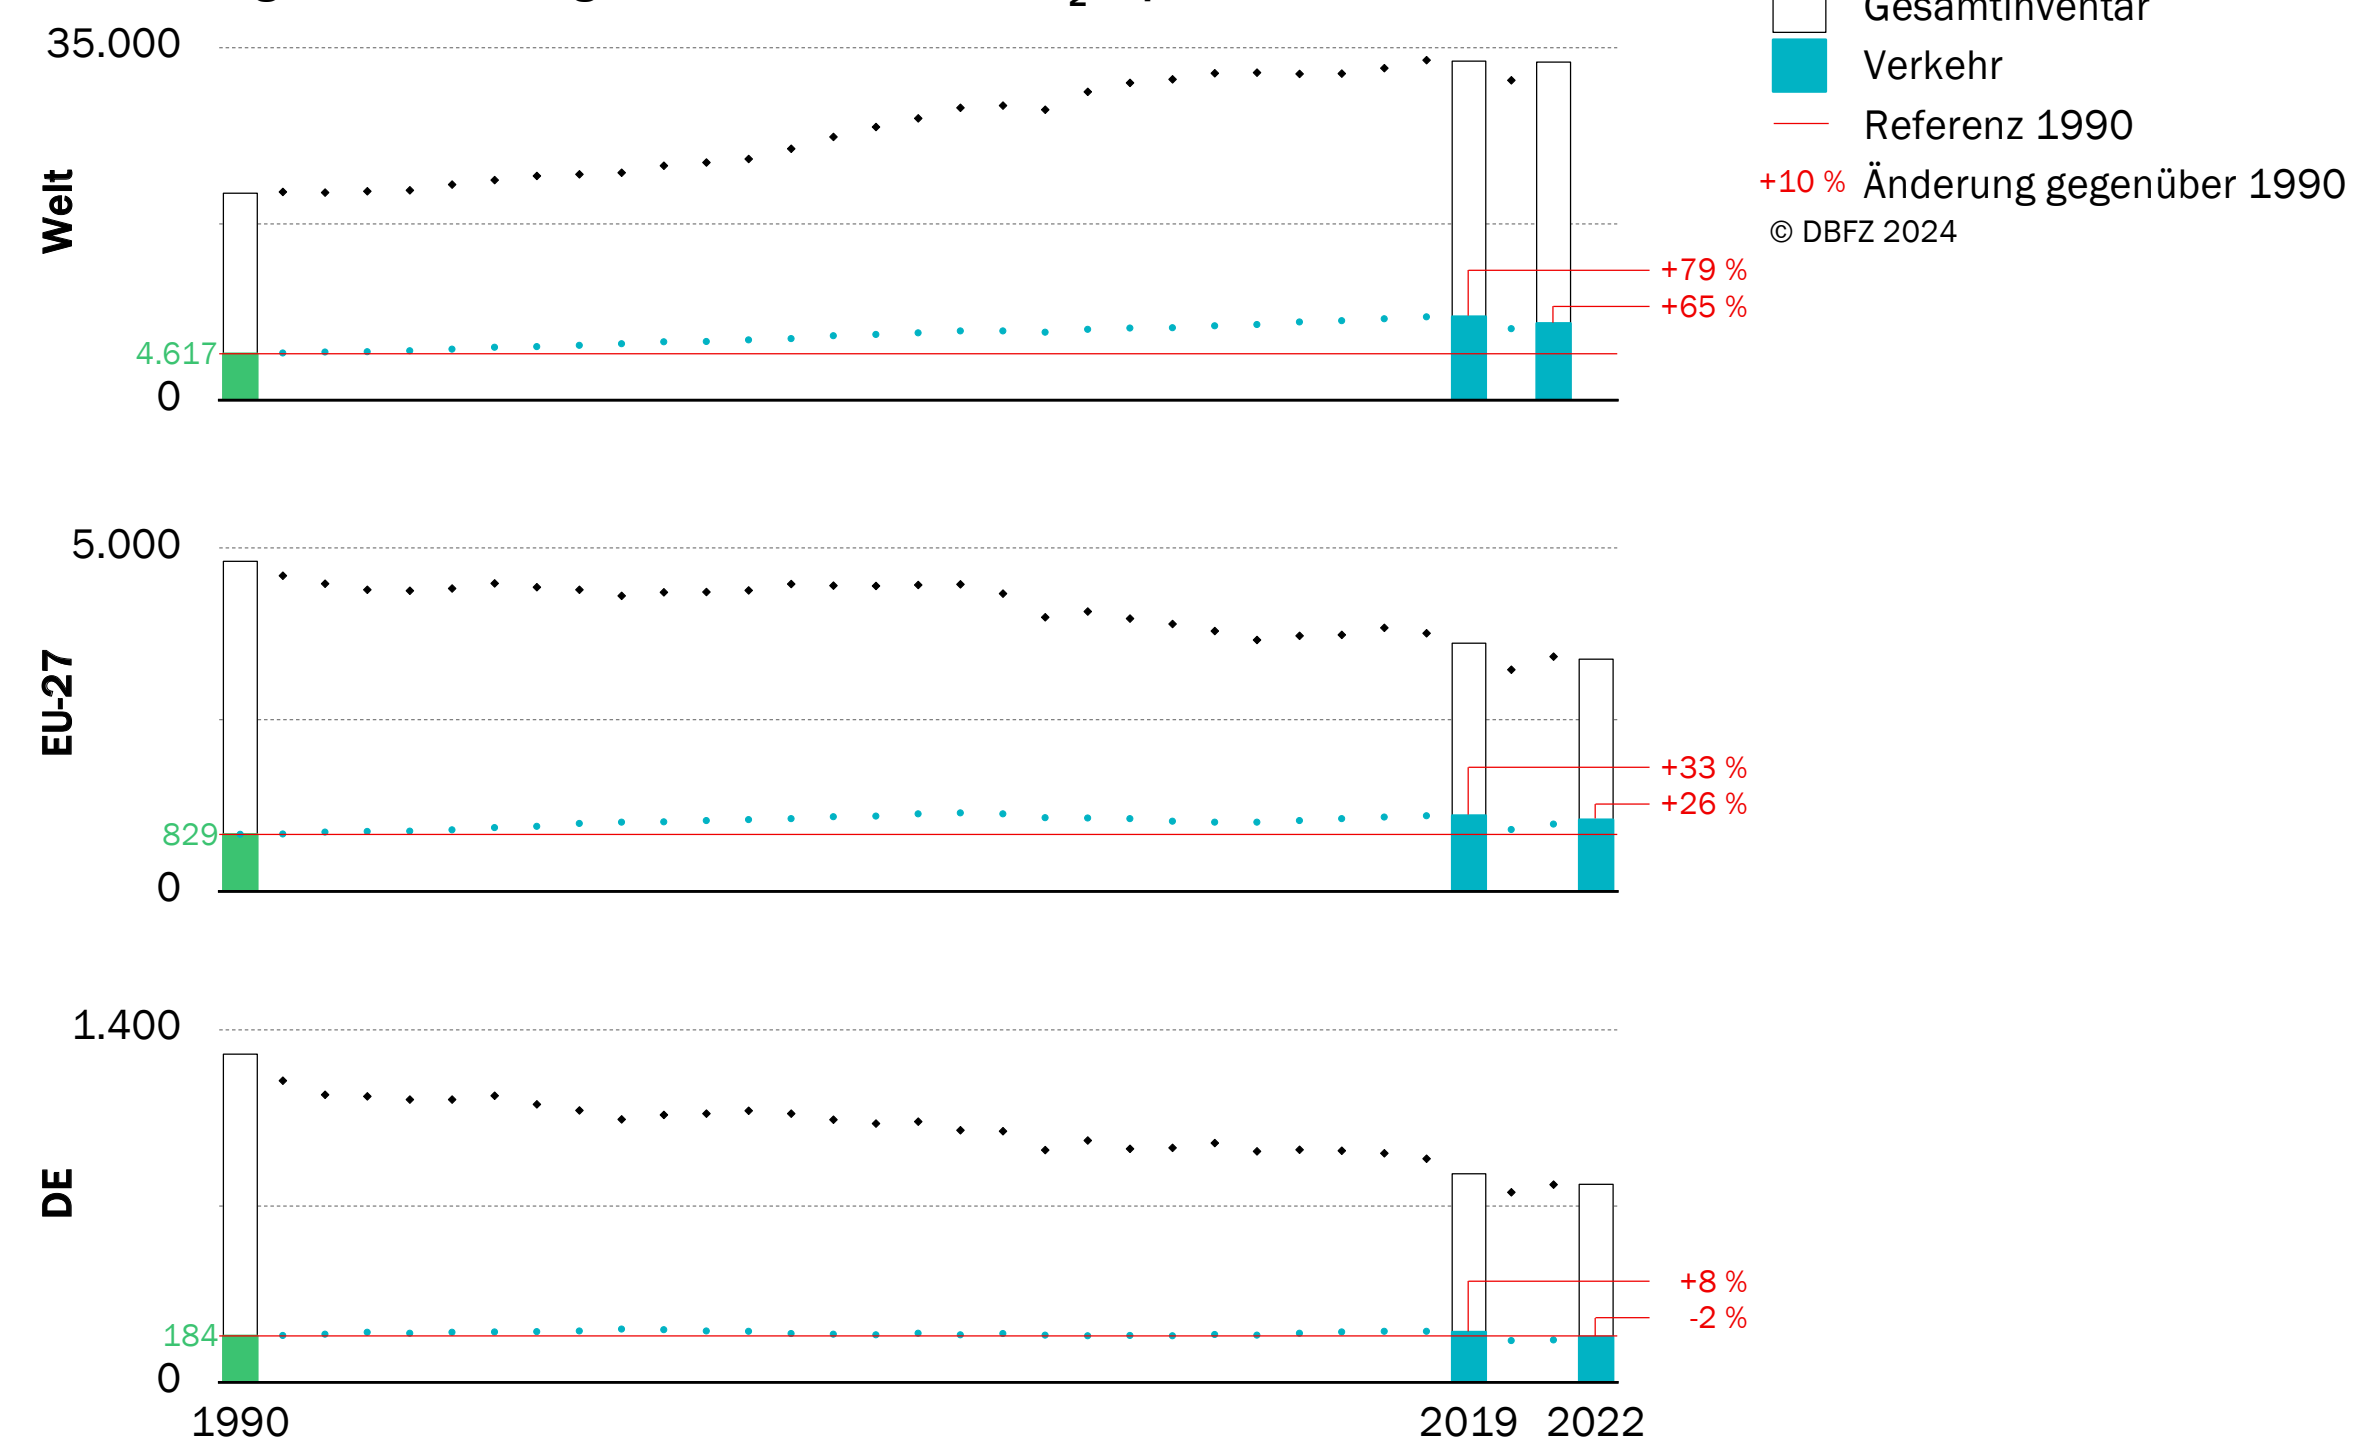 Gesamtinventar
Verkehr
Referenz 1990
+10 % Änderung gegenüber 1990
© DBFZ 2024
Welt
35.000
4.617
0
+79 %
+65 %
EU-27
5.000
829
0
+33 %
+26 %
DE
1.400
184
0
+8 %
-2 %
1990 2019 2022